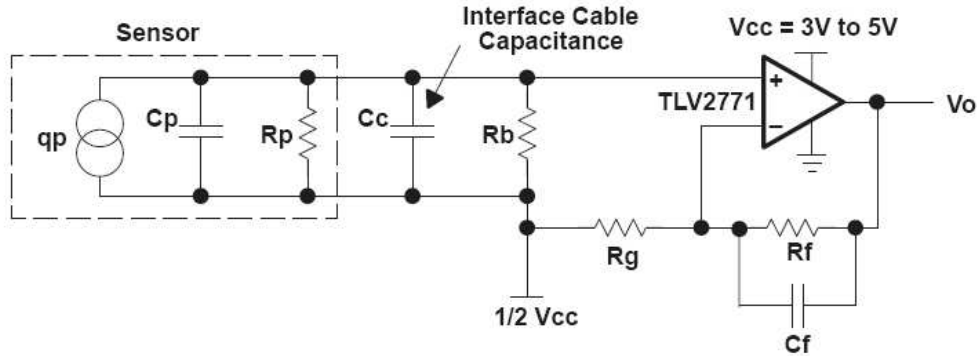 Interface Cable
Capacitance
Sensor
Vcc = 3V to 5V
qp
Cp
Rp
Cc
Rb
+
TLV2771
−
Vo
Rg
Rf
1/2 Vcc
Cf